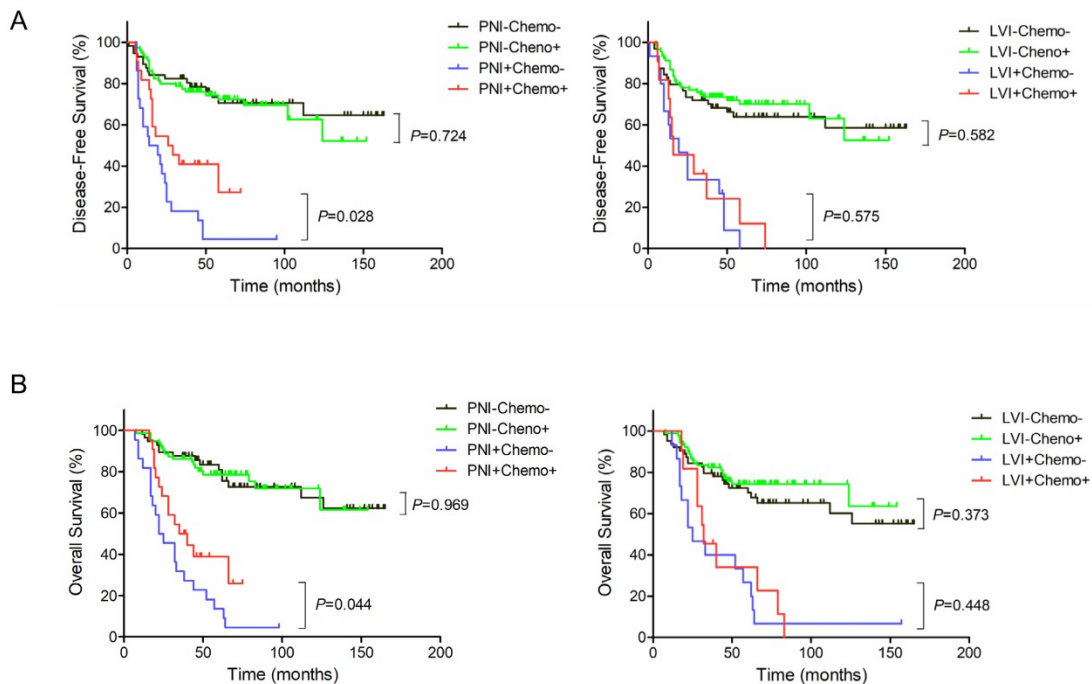 A
Disease-Free Survival (%)
100
80
60
40
20
0
0 50 100 150 200
Time (months)
PNI-Chemo-
PNI-Cheno+
PNI+Chemo-
PNI+Chemo+
P=0.724
P=0.028
Disease-Free Survival (%)
100
80
60
40
20
0
0 50 100 150 200
Time (months)
LVI-Chemo-
LVI-Cheno+
LVI+Chemo-
LVI+Chemo+
P=0.582
P=0.575
B
Overall Survival (%)
100
80
60
40
20
0
0 50 100 150 200
Time (months)
PNI-Chemo-
PNI-Cheno+
PNI+Chemo-
PNI+Chemo+
P=0.969
P=0.044
Overall Survival (%)
100
80
60
40
20
0
0 50 100 150 200
Time (months)
LVI-Chemo-
LVI-Cheno+
LVI+Chemo-
LVI+Chemo+
P=0.373
P=0.448